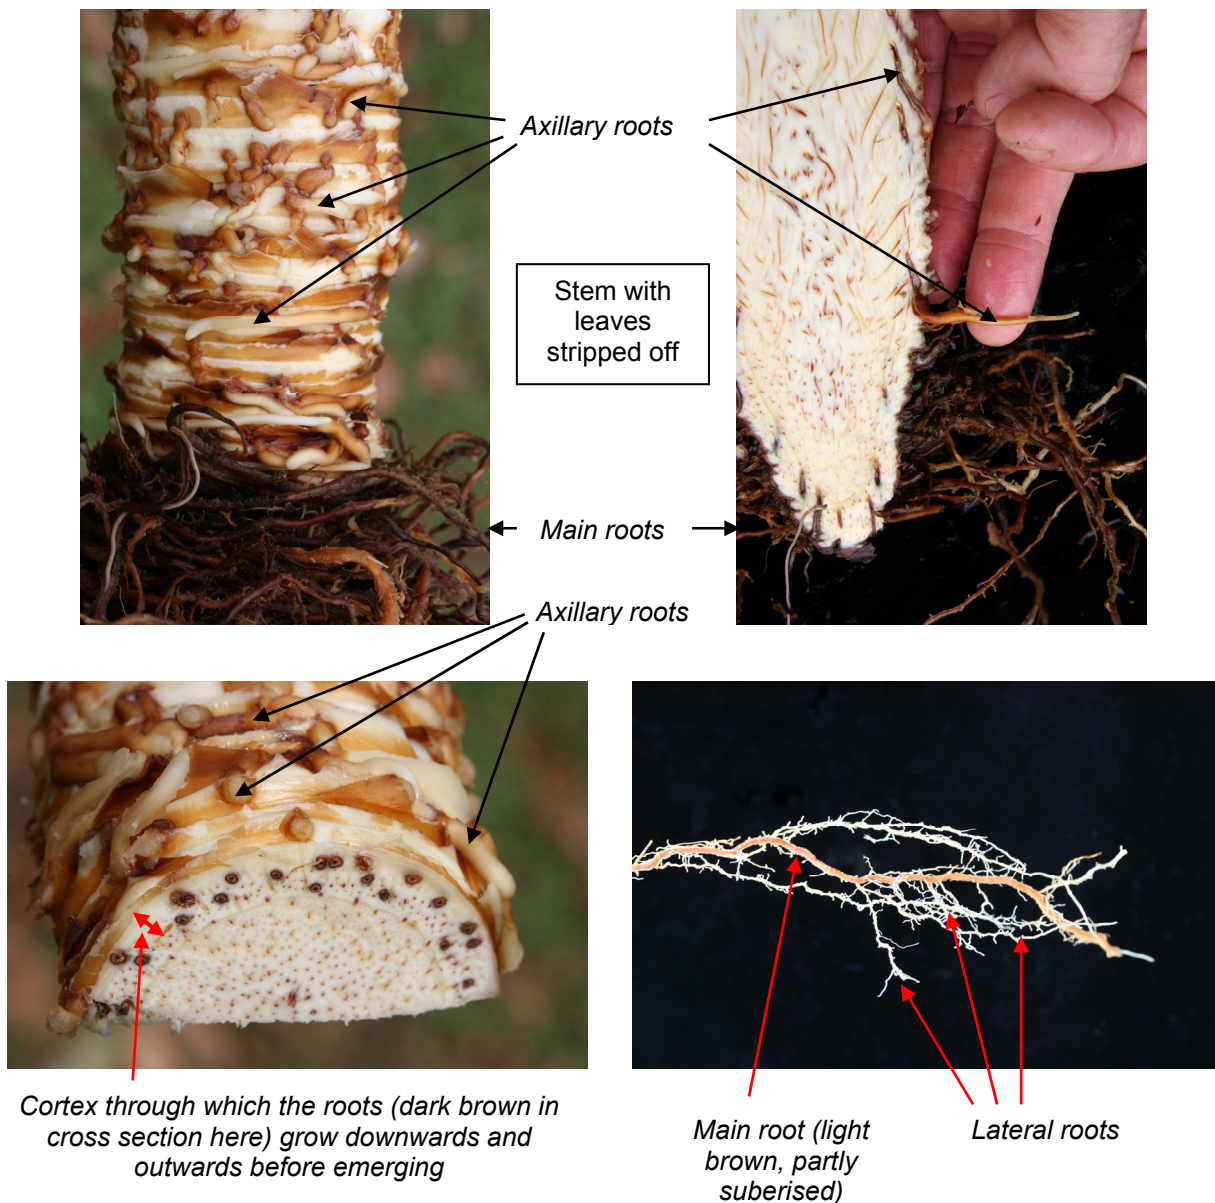 Axillary roots
Stem with
leaves
stripped off
Main roots
Axillary roots
Cortex through which the roots (dark brown in
cross section here) grow downwards and
outwards before emerging
Main root (light
brown, partly
suberised)
Lateral roots